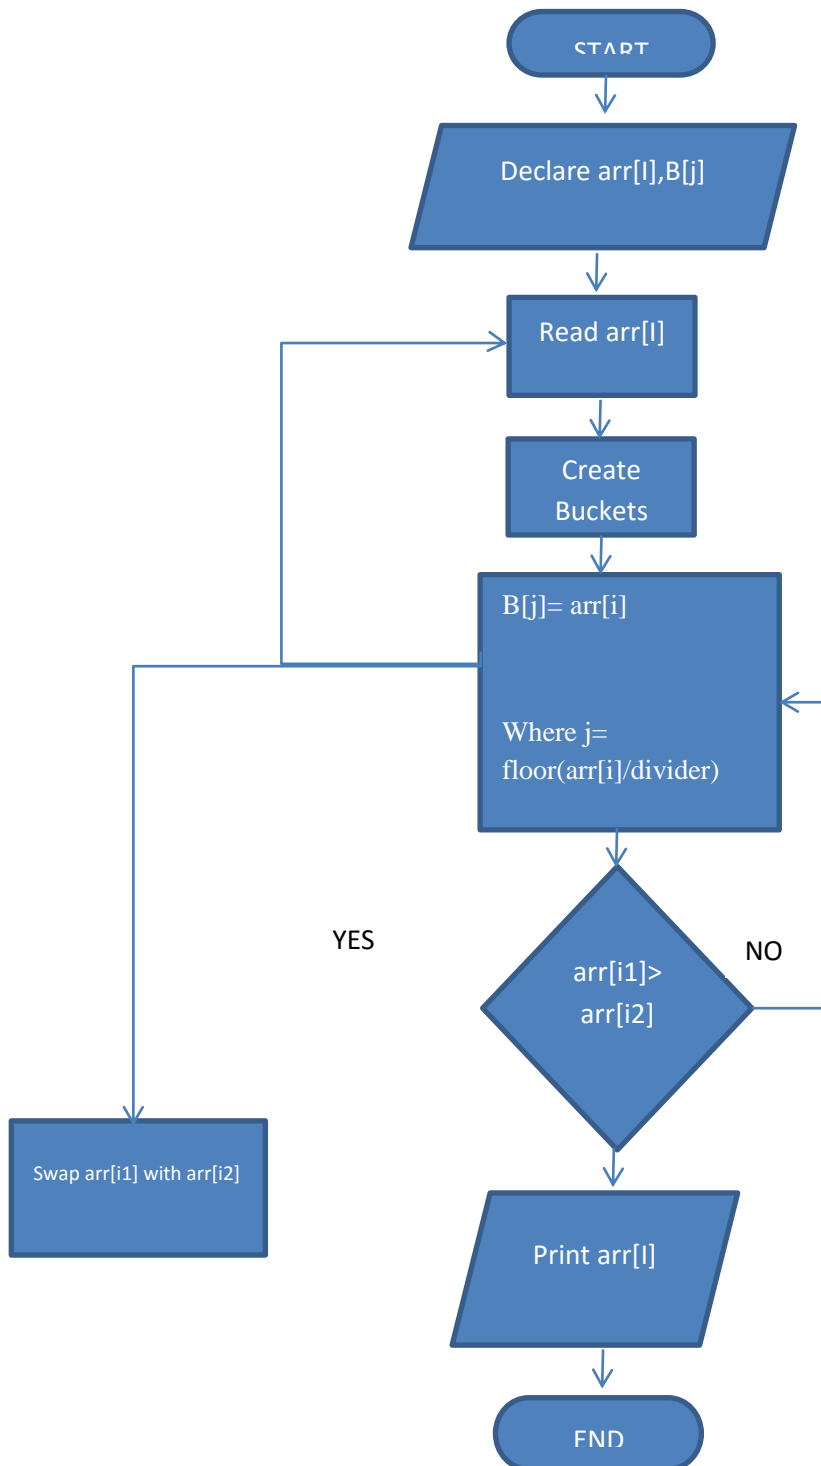 START
Declare arr[I],B[j]
Read arr[I]
Create
Buckets
B[j]= arr[i]
Where j=
floor(arr[i]/divider)
YES
NO
arr[i1]>
arr[i2]
Swap arr[i1] with arr[i2]
Print arr[I]
END